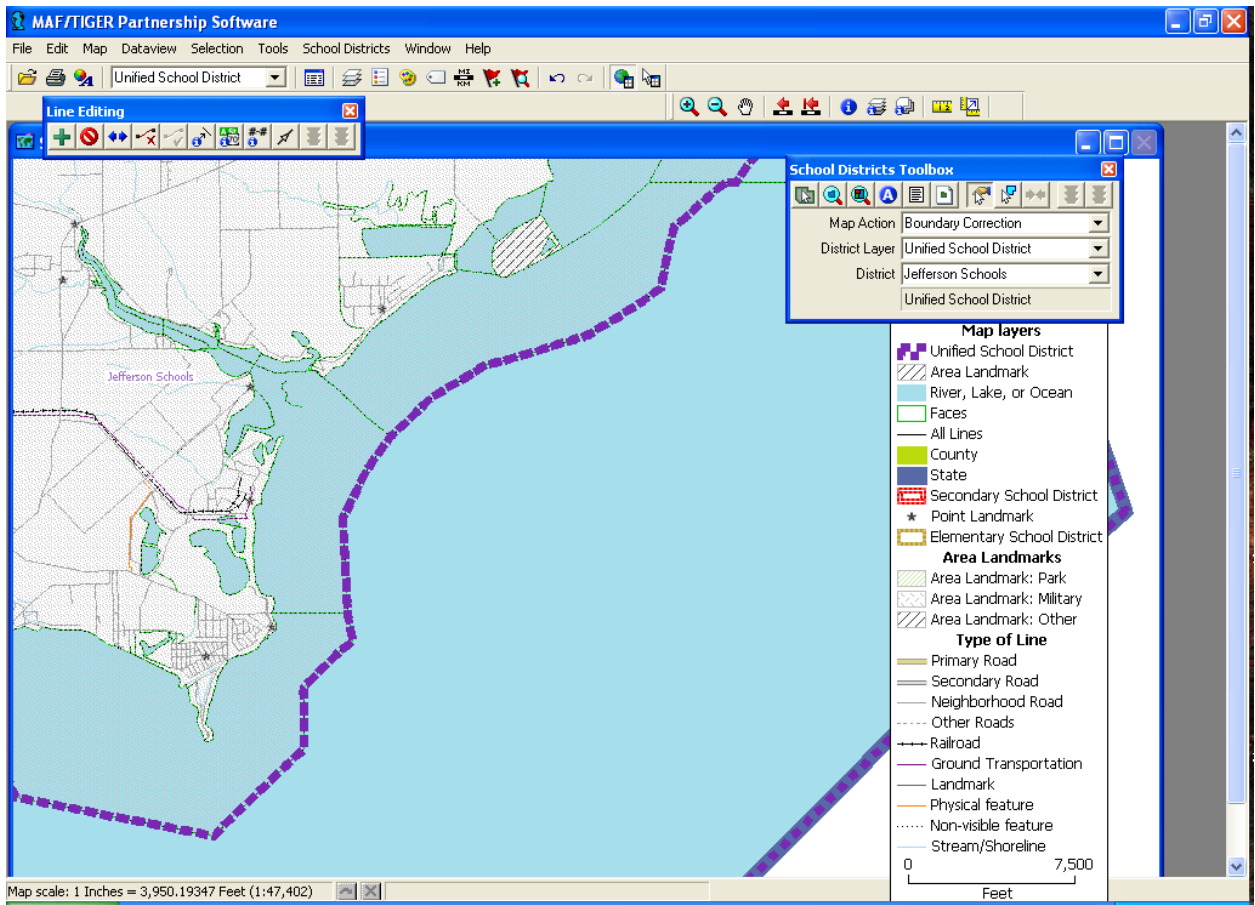 MAF/TIGER Partnership Software
File Edit Map Dataview Selection Tools School Districts Window Help
Unified School District
MI
KM
Line Editing
#-#
School Districts Toolbox
Map Action Boundary Correction
District Layer Unified School District
District Jefferson Schools
Unified School District
Jefferson Schools
Map layers
Unified School District
Area Landmark
River, Lake, or Ocean
Faces
All Lines
County
State
Secondary School District
Point Landmark
Elementary School District
Area Landmarks
Area Landmark: Park
Area Landmark: Military
Area Landmark: Other
Type of Line
Primary Road
Secondary Road
Neighborhood Road
Other Roads
Railroad
Ground Transportation
Landmark
Physical feature
Non-visible feature
Stream/Shoreline
0 7,500
Feet
Map scale: 1 Inches = 3,950.19347 Feet (1:47,402)